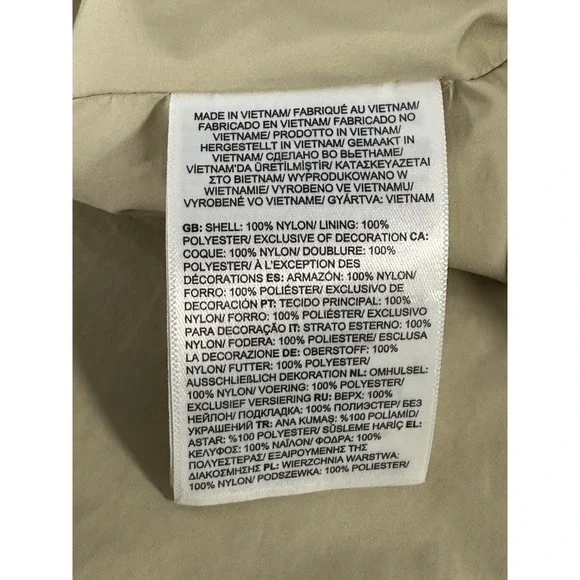 MADE IN VIETNAM/ FABRIQUÉ AU VIETNAM/
FABRICADO EN VIETNAM/ FABRICADO NO
VIETNAME/ PRODOTTO IN VIETNAM/
HERGESTELLT IN VIETNAM/ GEMAAKT IN
VIETNAM/ СДЕЛАНО ВО ВЬЕТНАМЕ/
VİETNAM'DA ÜRETİLMİŞTİR/ ΚΑΤΑΣΚΕΥΑΖΕΤΑΙ
ΣΤΟ ΒΙΕΤΝΑΜ/ WYPRODUKOWANO W
WIETNAMIE/ VYROBENO VE VIETNAMU/
VYROBENÉ VO VIETNAME/ GYÁRTVA: VIETNAM
GB: SHELL: 100% NYLON/ LINING: 100%
POLYESTER/ EXCLUSIVE OF DECORATION CA:
COQUE: 100% NYLON/ DOUBLURE: 100%
POLYESTER/ À L'EXCEPTION DES
DÉCORATIONS ES: ARMAZÓN: 100% NYLON/
FORRO: 100% POLIÉSTER/ EXCLUSIVO DE
DECORACIÓN PT: TECIDO PRINCIPAL: 100%
NYLON/ FORRO: 100% POLIÉSTER/ EXCLUSIVO
PARA DECORAÇÃO IT: STRATO ESTERNO: 100%
NYLON/ FODERA: 100% POLIESTERE/ ESCLUSA
LA DECORAZIONE DE: OBERSTOFF: 100%
NYLON/ FUTTER: 100% POLYESTER/
AUSSCHLIEßLICH DEKORATION NL: OMHULSEL:
100% NYLON/ VOERING: 100% POLYESTER/
EXCLUSIEF VERSIERING RU: ВЕРХ: 100%
НЕЙЛОН/ ПОДКЛАДКА: 100% ПОЛИЭСТЕР/ БЕЗ
УКРАШЕНИЙ TR: ANA KUMAŞ: %100 POLİAMİD/
ASTAR: %100 POLYESTER/ SÜSLEME HARİÇ EL:
ΚΕΛΥΦΟΣ: 100% ΝΑΪΛΟΝ/ ΦΟΔΡΑ: 100%
ΠΟΛΥΕΣΤΕΡΑΣ/ ΕΞΑΙΡΟΥΜΕΝΗΣ ΤΗΣ
ΔΙΑΚΟΣΜΗΣΗΣ PL: WIERZCHNIA WARSTWA:
100% NYLON/ PODSZEWKA: 100% POLIESTER/